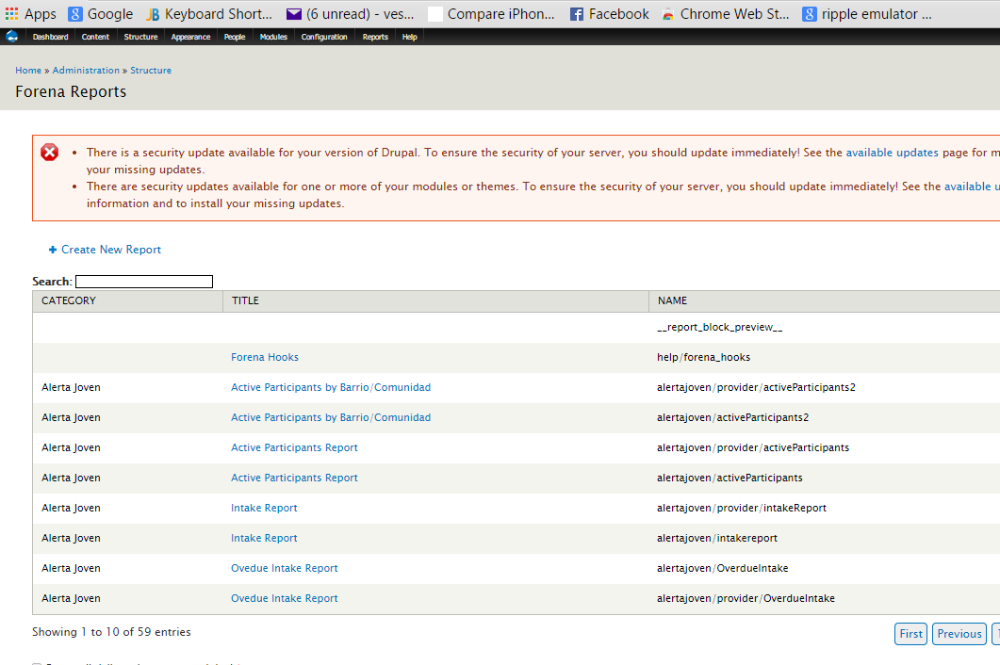 Apps Google Keyboard Short... (6 unread) - ves... Compare iPhon... Facebook Chrome Web St... ripple emulator ...
Dashboard Content Structure Appearance People Modules Configuration Reports Help
Home » Administration » Structure
Forena Reports
There is a security update available for your version of Drupal. To ensure the security of your server, you should update immediately! See the available updates page for m
your missing updates.
There are security updates available for one or more of your modules or themes. To ensure the security of your server, you should update immediately! See the available u
information and to install your missing updates.
Create New Report
Search:
CATEGORY TITLE NAME
__report_block_preview__
Forena Hooks help/forena_hooks
Alerta Joven Active Participants by Barrio/Comunidad alertajoven/provider/activeParticipants2
Alerta Joven Active Participants by Barrio/Comunidad alertajoven/activeParticipants2
Alerta Joven Active Participants Report alertajoven/provider/activeParticipants
Alerta Joven Active Participants Report alertajoven/activeParticipants
Alerta Joven Intake Report alertajoven/provider/intakeReport
Alerta Joven Intake Report alertajoven/intakereport
Alerta Joven Ovedue Intake Report alertajoven/OverdueIntake
Alerta Joven Ovedue Intake Report alertajoven/provider/OverdueIntake
Showing 1 to 10 of 59 entries First Previous